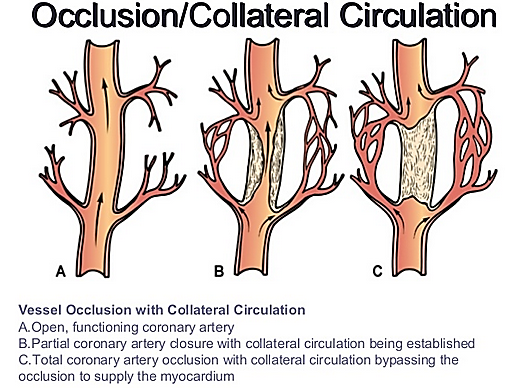 Occlusion/Collateral Circulation
A
B
C
Vessel Occlusion with Collateral Circulation
A.Open, functioning coronary artery
B.Partial coronary artery closure with collateral circulation being established
C.Total coronary artery occlusion with collateral circulation bypassing the
occlusion to supply the myocardium